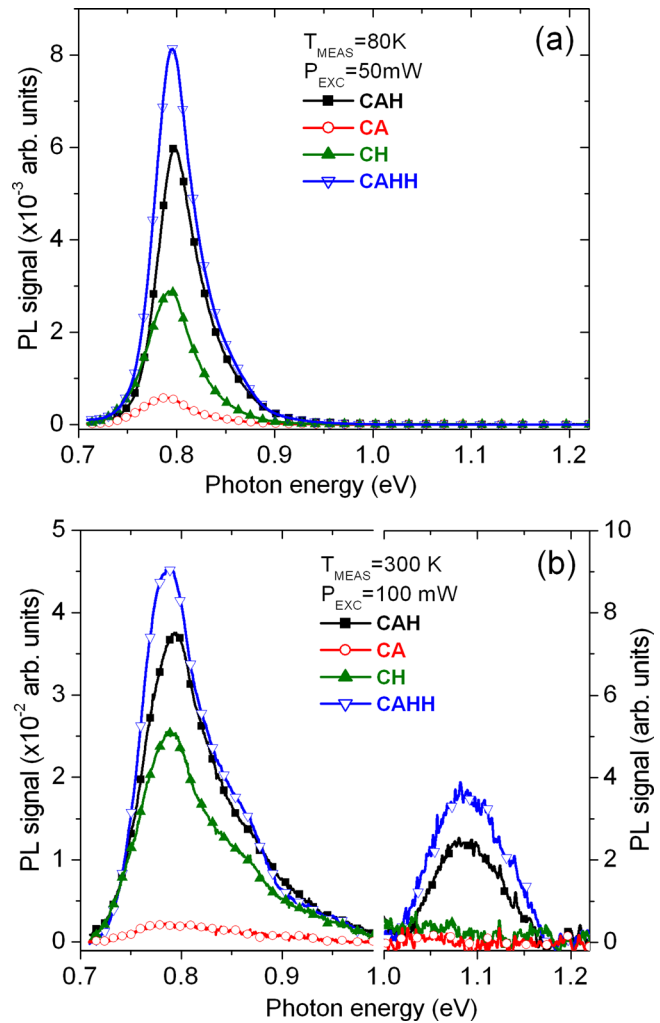 (a)
T_MEAS=80K
P_EXC=50mW
CAH
CA
CH
CAHH
PL signal (x10⁻³ arb. units)
8
6
4
2
0
0.7 0.8 0.9 1.0 1.1 1.2
Photon energy (eV)
(b)
T_MEAS=300 K
P_EXC=100 mW
CAH
CA
CH
CAHH
PL signal (x10⁻² arb. units)
5
4
3
2
1
0
10
8
6
4
2
0
PL signal (arb. units)
0.7 0.8 0.9 1.0 1.1 1.2
Photon energy (eV) Photon energy (eV)